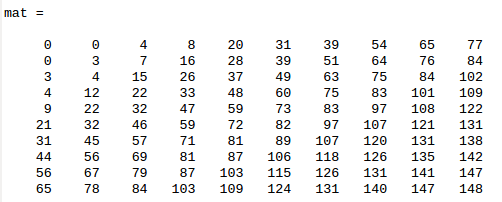 mat =
0 0 4 8 20 31 39 54 65 77
0 3 7 16 28 39 51 64 76 84
3 4 15 26 37 49 63 75 84 102
4 12 22 33 48 60 75 83 101 109
9 22 32 47 59 73 83 97 108 122
21 32 46 59 72 82 97 107 121 131
31 45 57 71 81 89 107 120 131 138
44 56 69 81 87 106 118 126 135 142
56 67 79 87 103 115 126 131 141 147
65 78 84 103 109 124 131 140 147 148